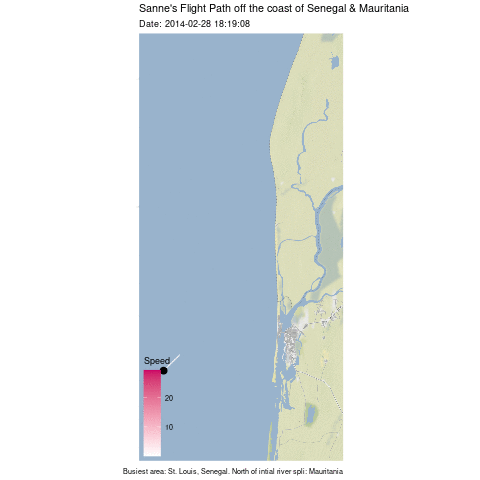 Sanne's Flight Path off the coast of Senegal & Mauritania
Date: 2014-02-28 18:19:08
Speed
20
10
Busiest area: St. Louis, Senegal. North of intial river spli: Mauritania